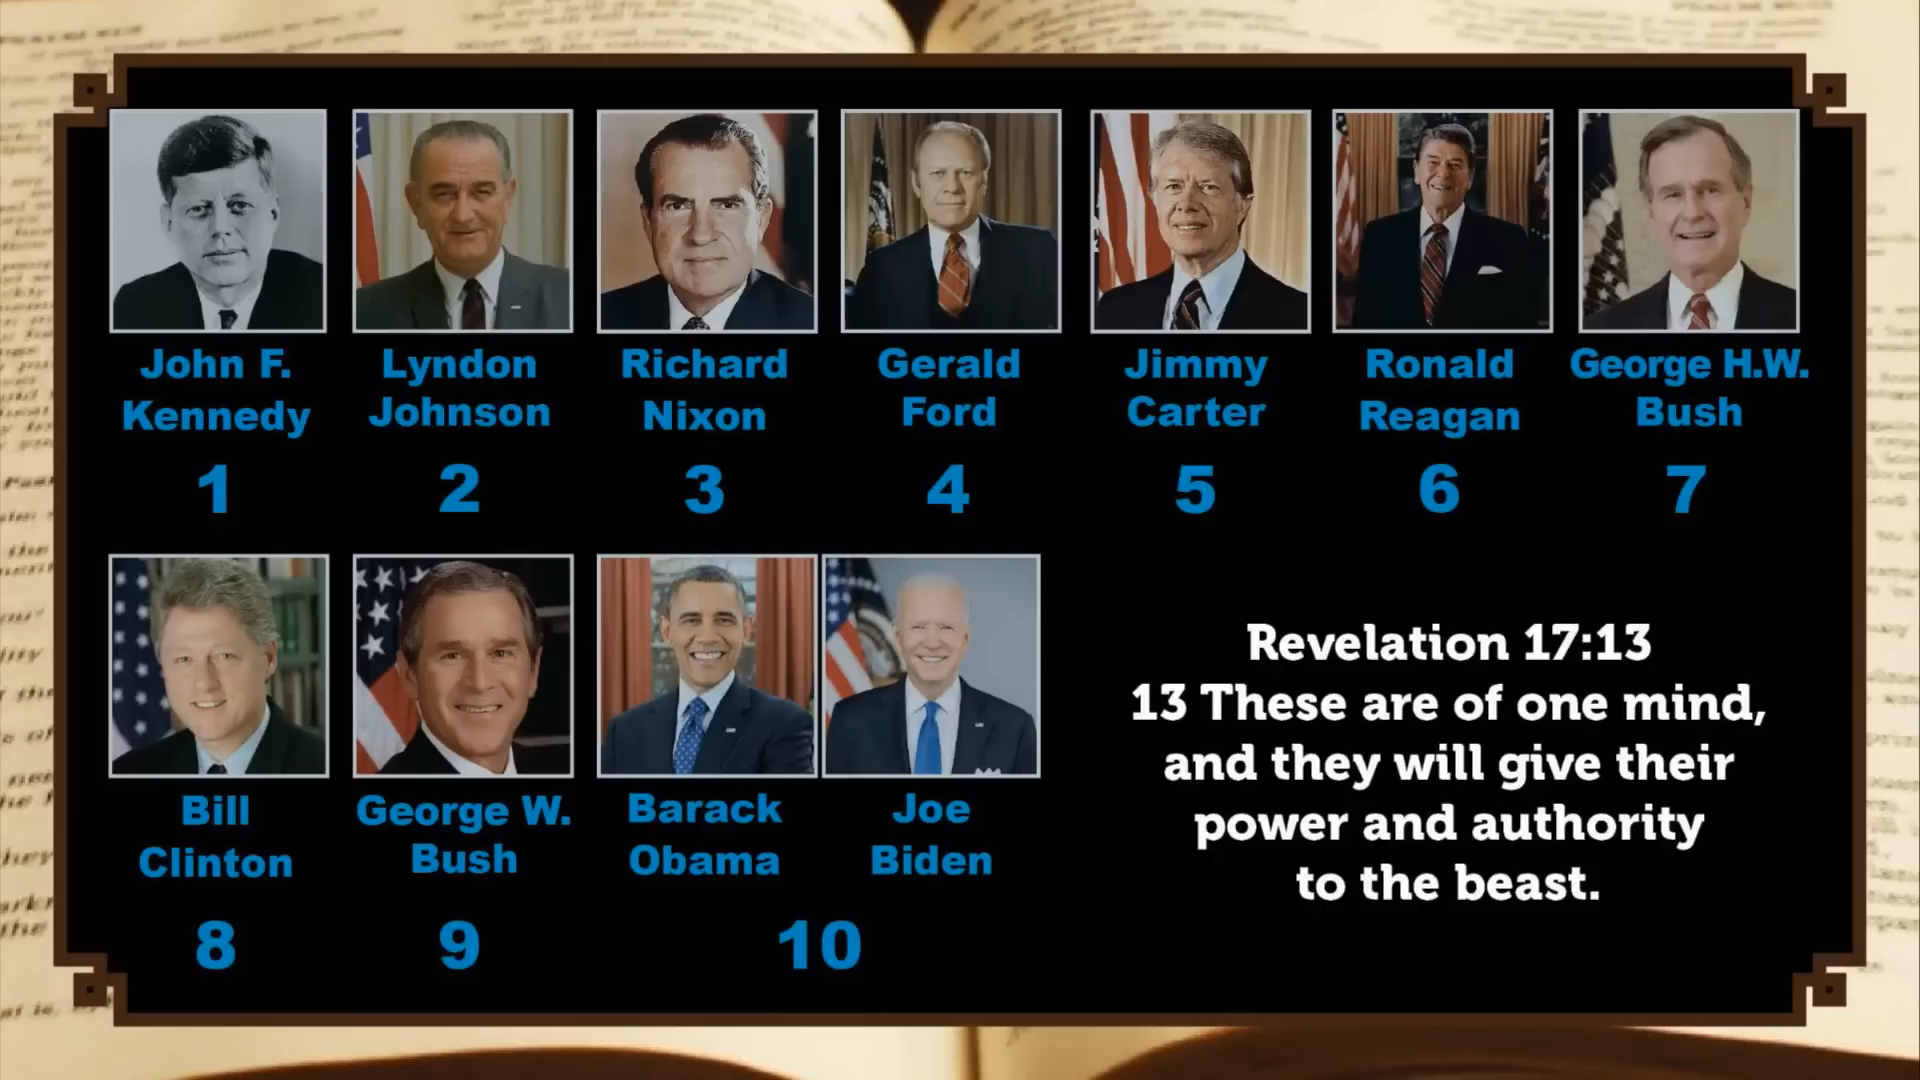 John F.
Kennedy
1
Lyndon
Johnson
2
Richard
Nixon
3
Gerald
Ford
4
Jimmy
Carter
5
Ronald
Reagan
6
George H.W.
Bush
7
Bill
Clinton
8
George W.
Bush
9
Barack
Obama
Joe
Biden
10
Revelation 17:13
13 These are of one mind,
and they will give their
power and authority
to the beast.